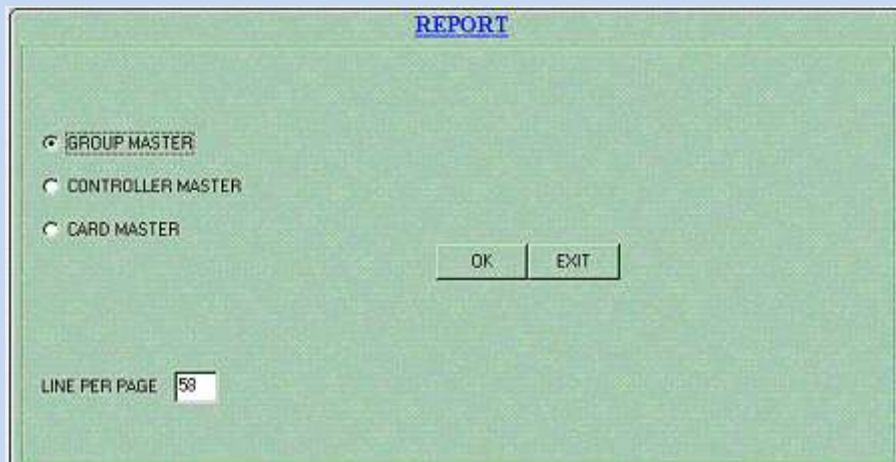 REPORT
GROUP MASTER
CONTROLLER MASTER
CARD MASTER
OK EXIT
LINE PER PAGE 58